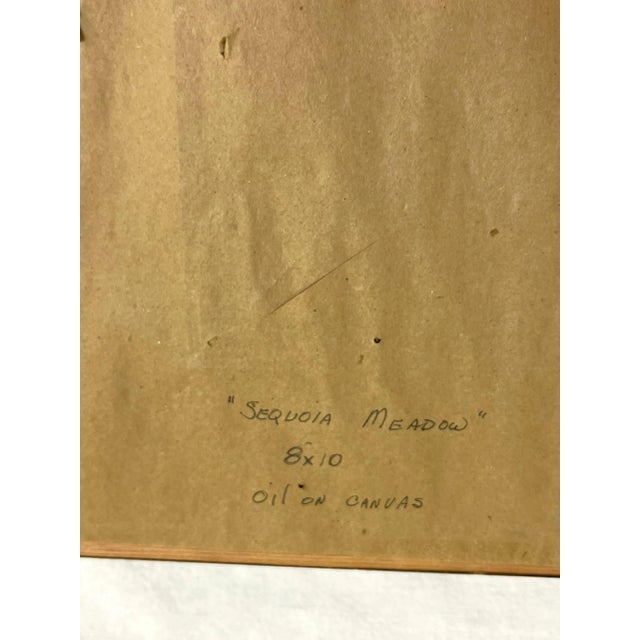 "SEQUOIA MEADOW"
8x10
OIl ON CANVAS